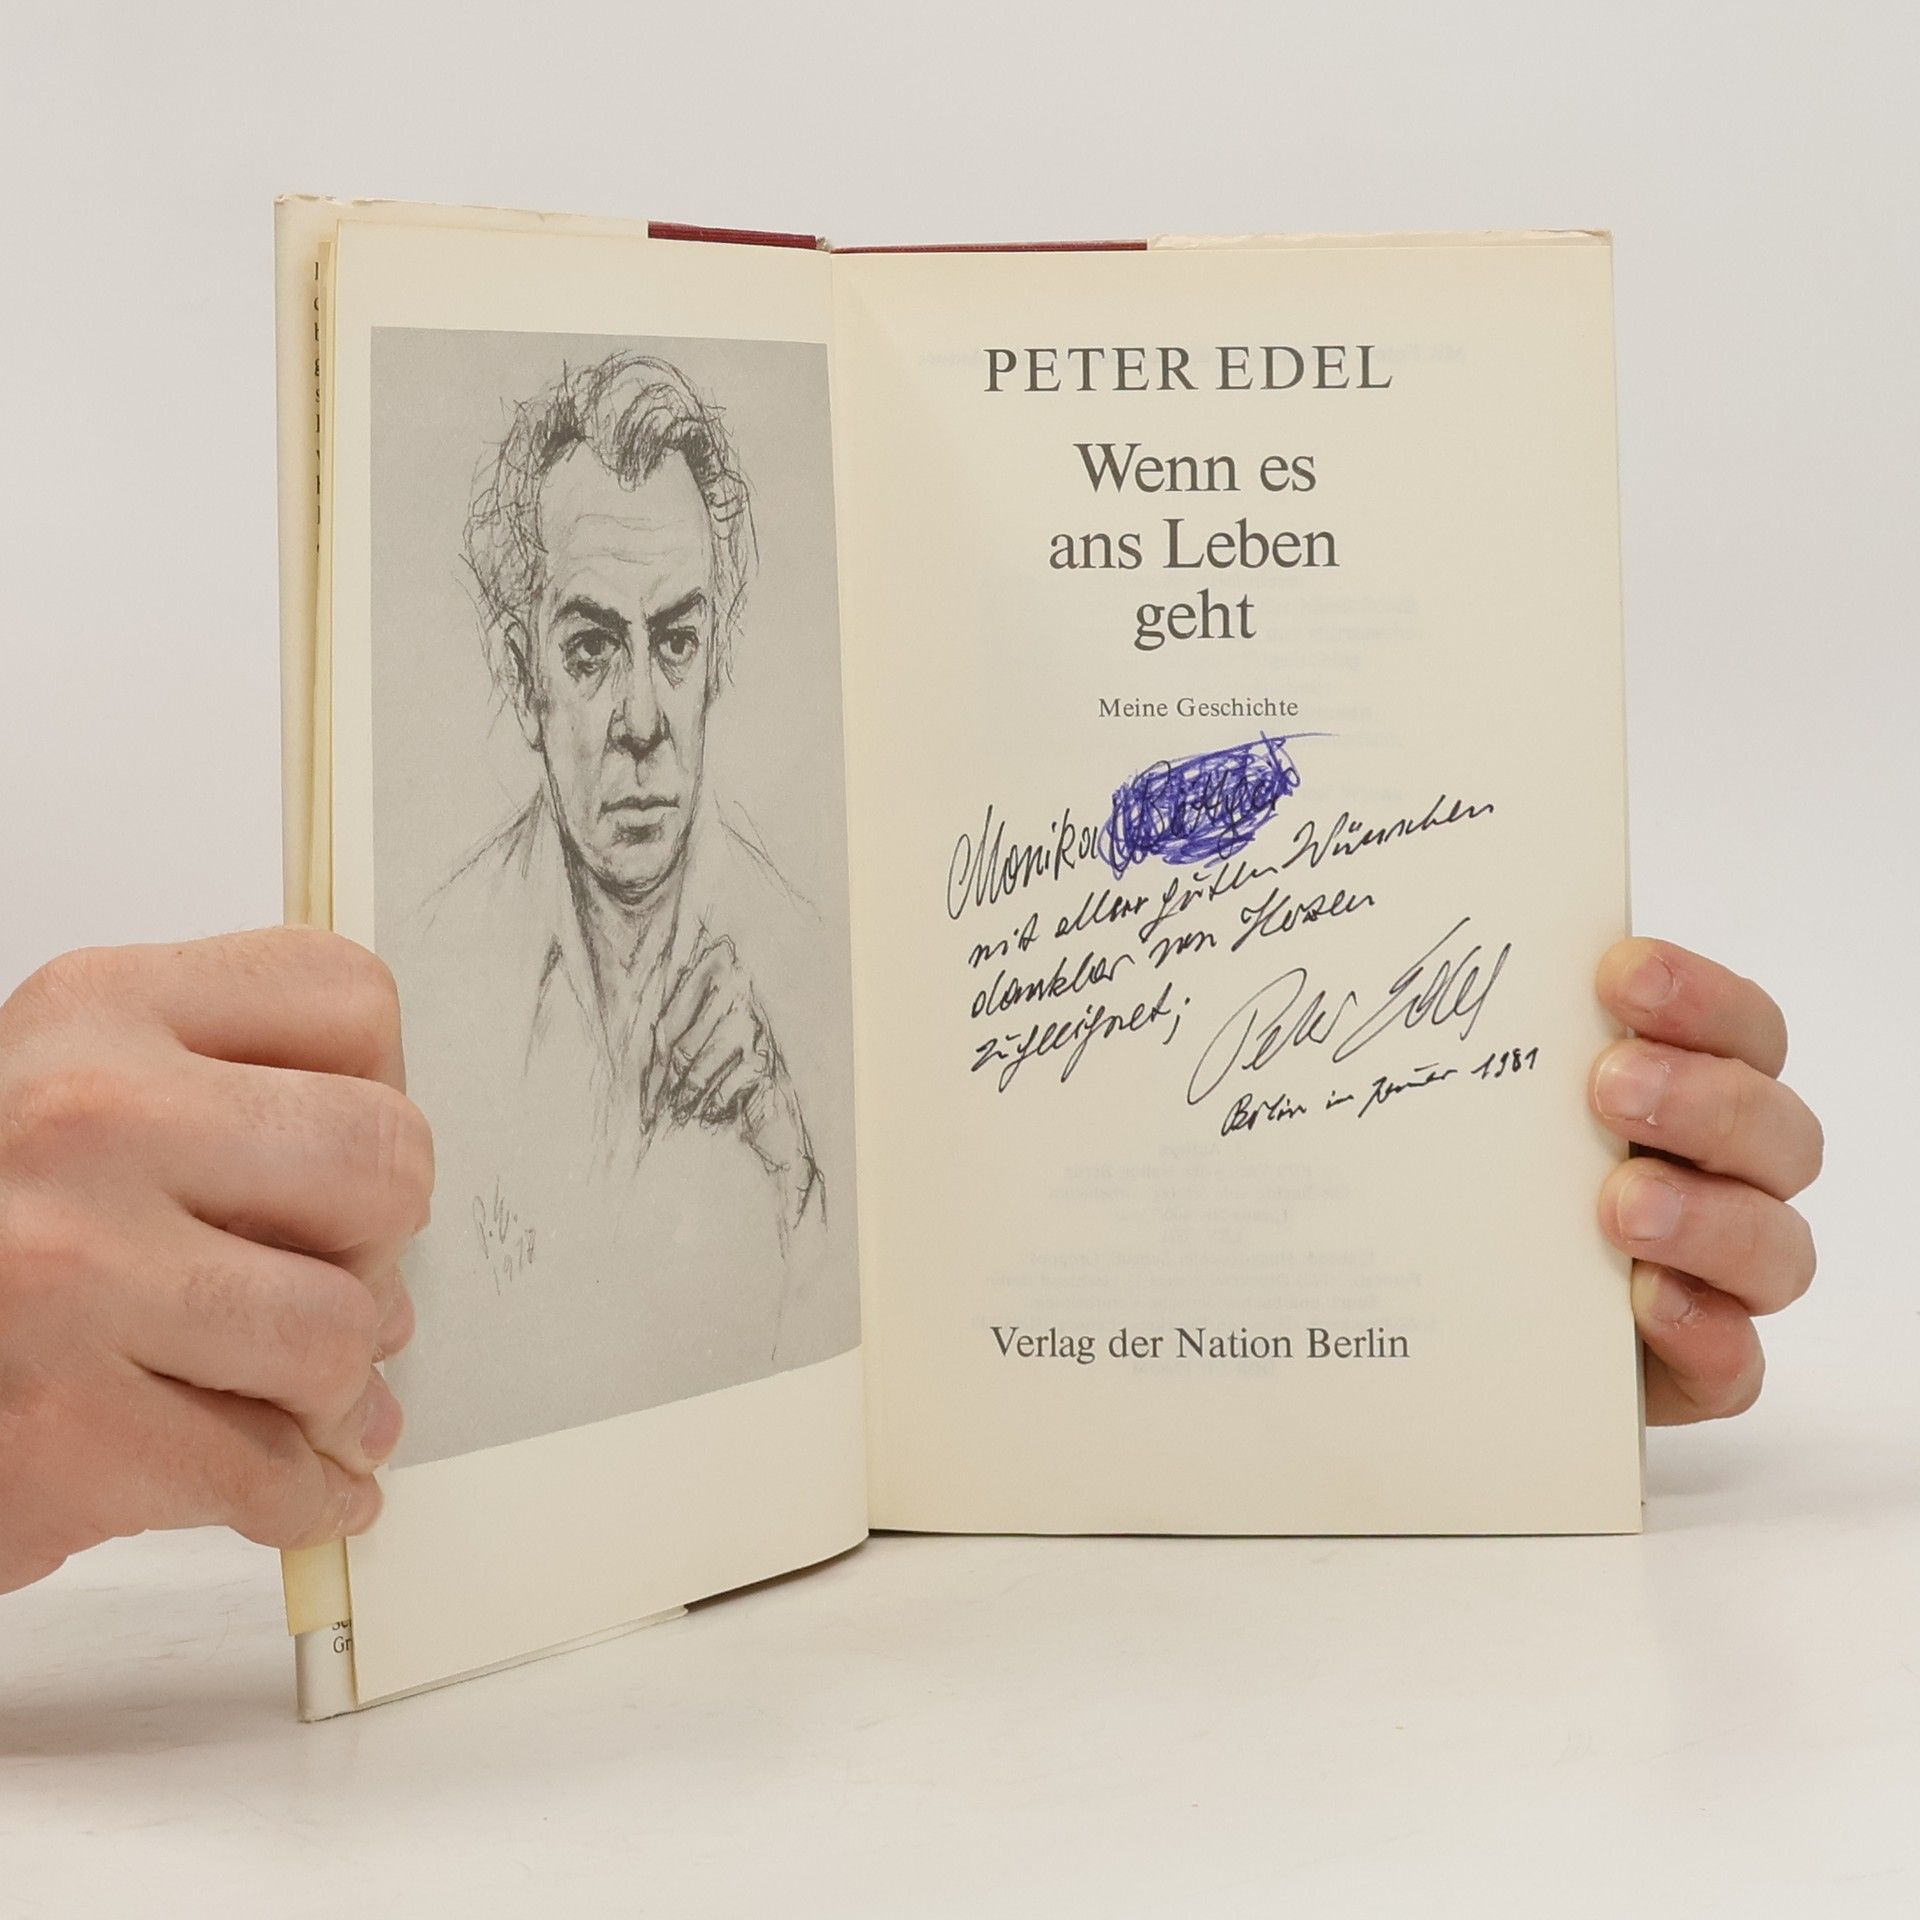 P.E.
PETER EDEL
Wenn es
ans Leben
geht
Meine Geschichte
Monika
mit allen guten Wünschen
dankbar von Herzen
zugeeignet;
Peter Edel
Berlin im Januar 1981
Verlag der Nation Berlin